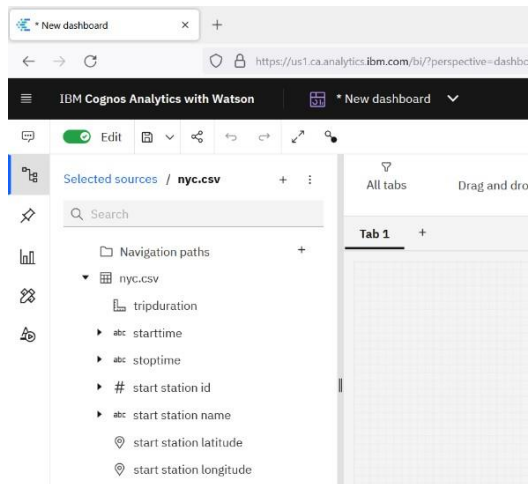 * New dashboard
https://us1.ca.analytics.ibm.com/bi/?perspective=dashbo
IBM Cognos Analytics with Watson
* New dashboard
Edit
Selected sources / nyc.csv
All tabs
Drag and dro
Search
Tab 1
Navigation paths
nyc.csv
tripduration
abc starttime
abc stoptime
# start station id
abc start station name
start station latitude
start station longitude